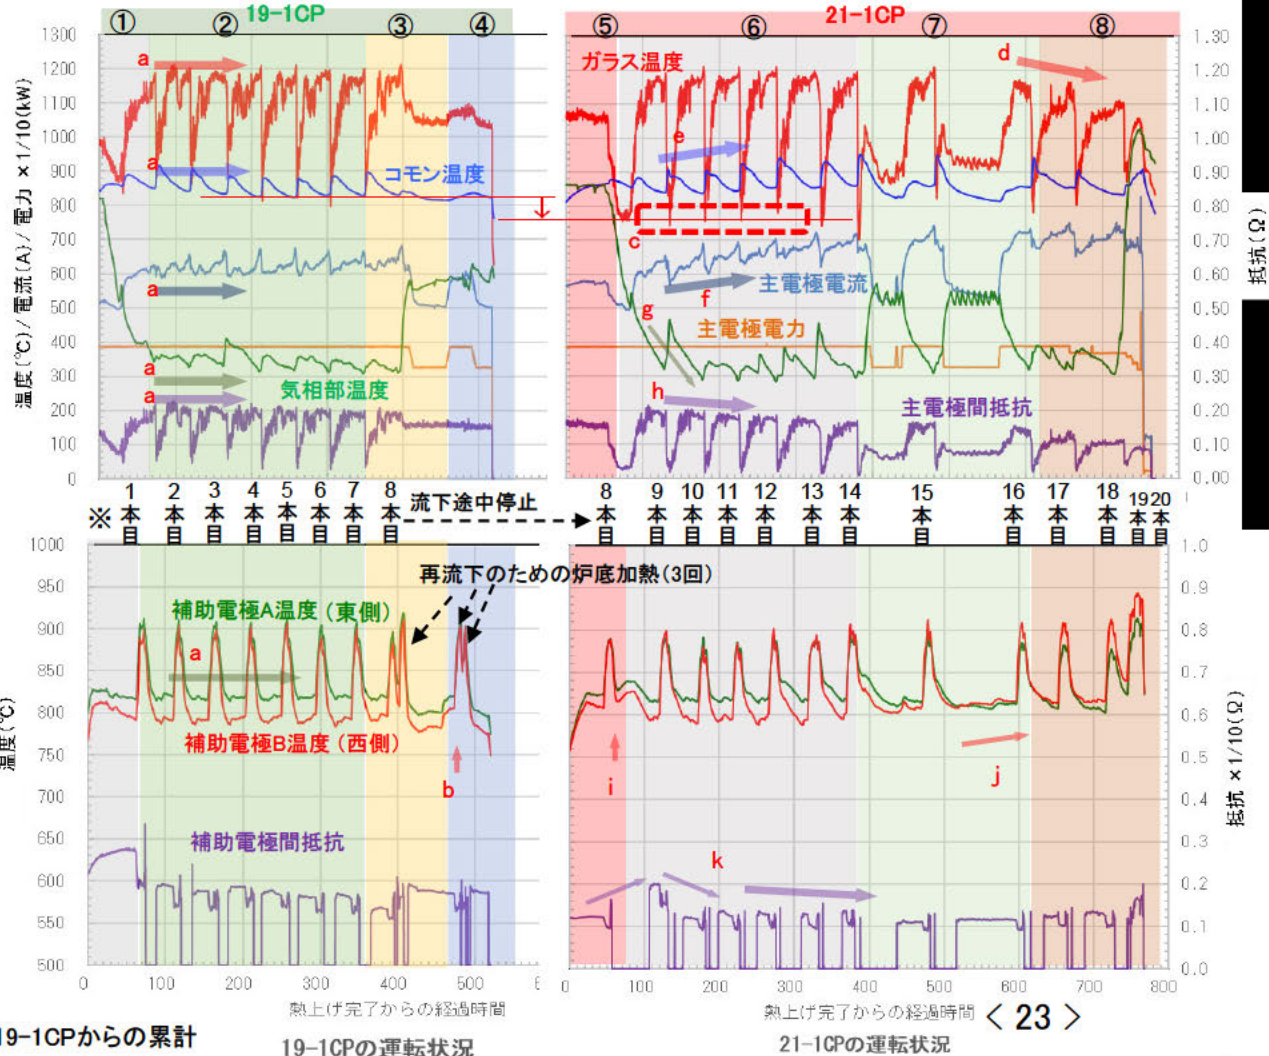 19-1CP
21-1CP
① ② ③ ④ ⑤ ⑥ ⑦ ⑧
1300
1200
1100
1000
900
800
700
600
500
400
300
200
100
0
温度(℃)/電流(A)/電力×1/10(kW)
1.30
1.20
1.10
1.00
0.90
0.80
0.70
0.60
0.50
0.40
0.30
0.20
0.10
0.00
抵抗(Ω)
a
a
a
a
a
コモン温度
気相部温度
ガラス温度
d
e
c
f
g
h
主電極電流
主電極電力
主電極間抵抗
※
1本目
2本目
3本目
4本目
5本目
6本目
7本目
8本目
流下途中停止
8本目
9本目
10本目
11本目
12本目
13本目
14本目
15本目
16本目
17本目
18本目
19本目
20本目
再流下のための炉底加熱(3回)
1000
950
900
850
800
750
700
650
600
550
500
温度(℃)
1.0
0.9
0.8
0.7
0.6
0.5
0.4
0.3
0.2
0.1
0.0
抵抗×1/10(Ω)
補助電極A温度(東側)
a
補助電極B温度(西側)
b
補助電極間抵抗
i
j
k
0 100 200 300 400 500
0 100 200 300 400 500 600 700 800
熱上げ完了からの経過時間
熱上げ完了からの経過時間
< 23 >
19-1CPからの累計
19-1CPの運転状況
21-1CPの運転状況